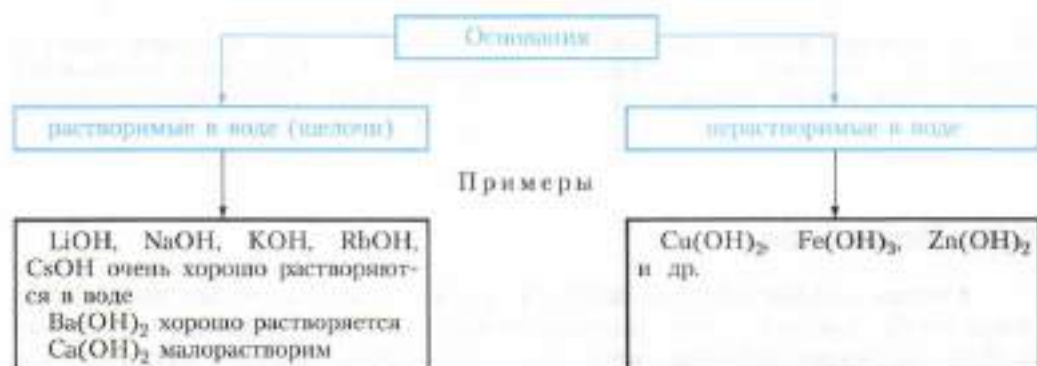 Основания
растворимые в воде (щелочи)
нерастворимые в воде
Примеры
LiOH, NaOH, KOH, RbOH,
CsOH очень хорошо растворяют-
ся в воде
Ba(OH)₂ хорошо растворяется
Ca(OH)₂ малорастворим
Cu(OH)₂, Fe(OH)₃, Zn(OH)₂
и др.